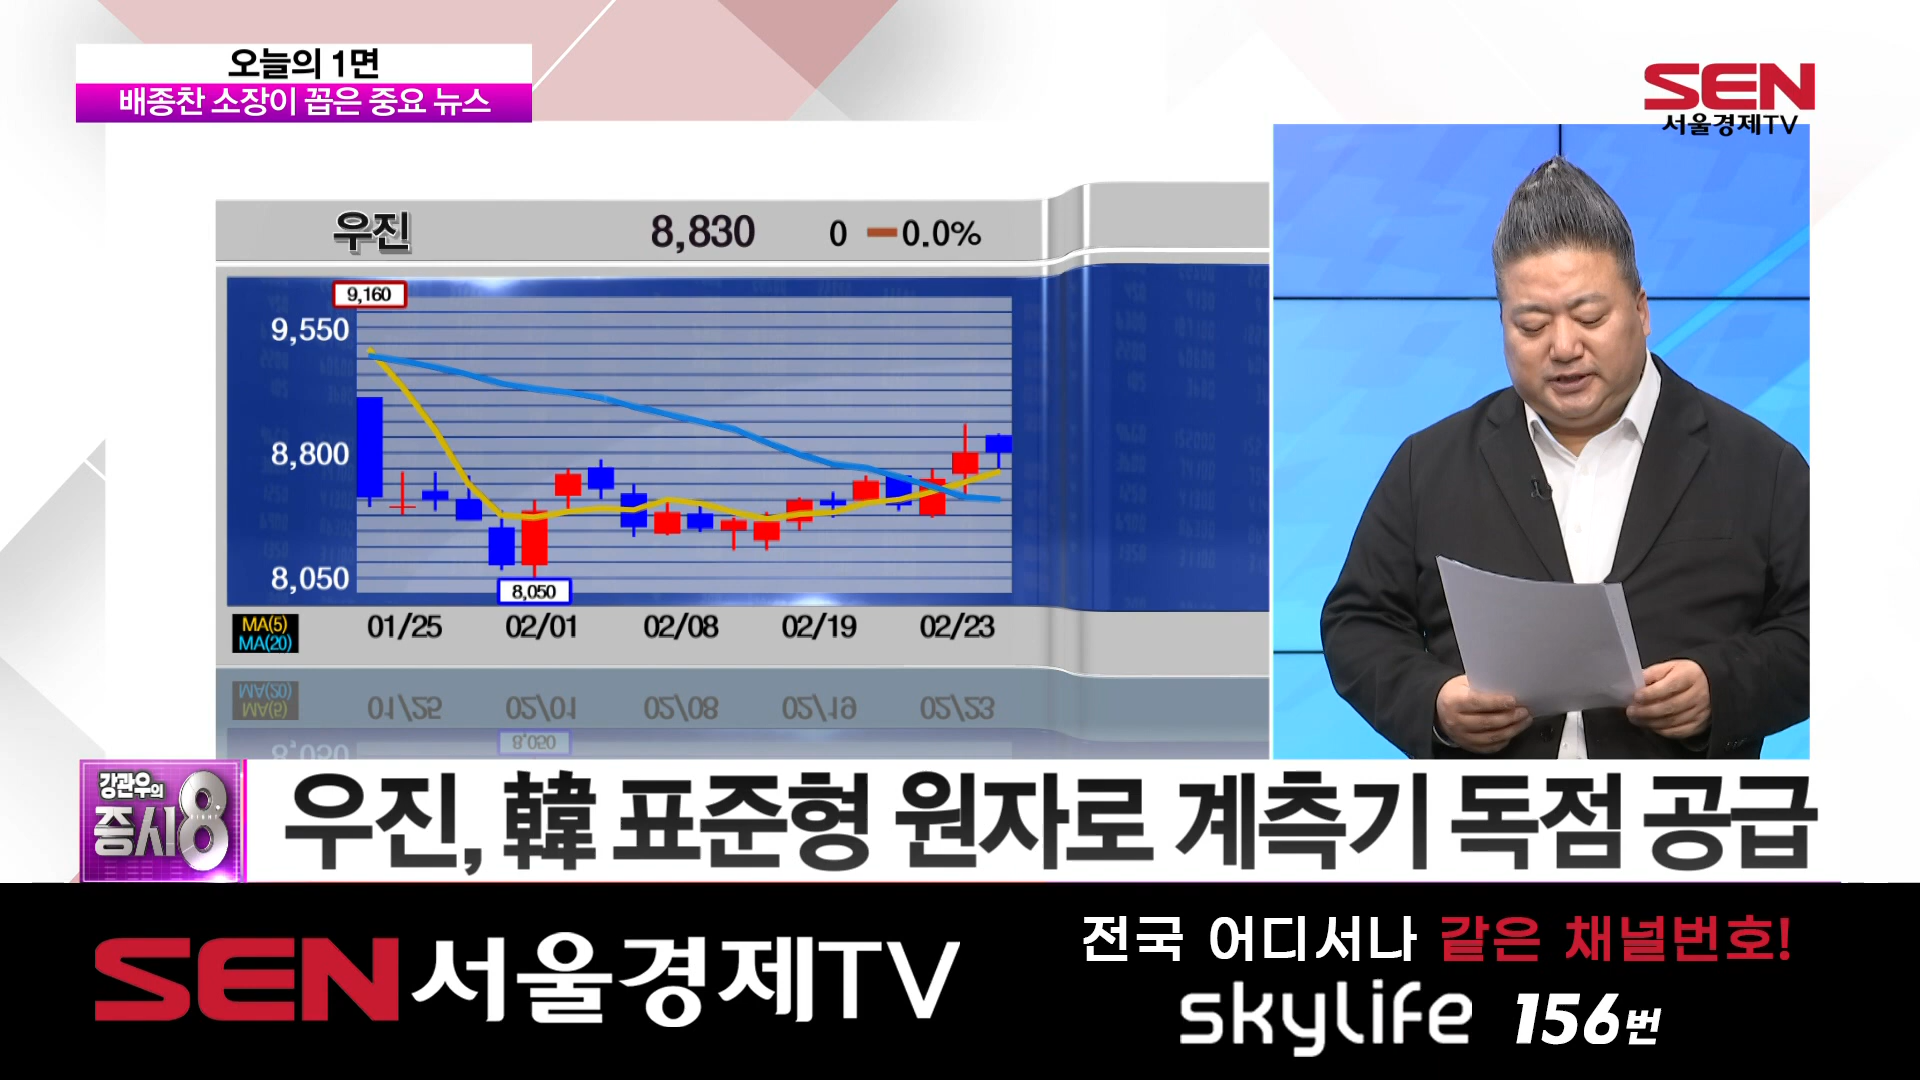 오늘의 1면
배종찬 소장이 꼽은 중요 뉴스
SEN
서울경제TV
우진 8,830 0 0.0%
9,160
9,550
8,800
8,050
8,050
MA(5)
MA(20)
01/25 02/01 02/08 02/19 02/23
강관우의
증시8
우진, 韓 표준형 원자로 계측기 독점 공급
SEN서울경제TV
전국 어디서나 같은 채널번호!
skylife 156번